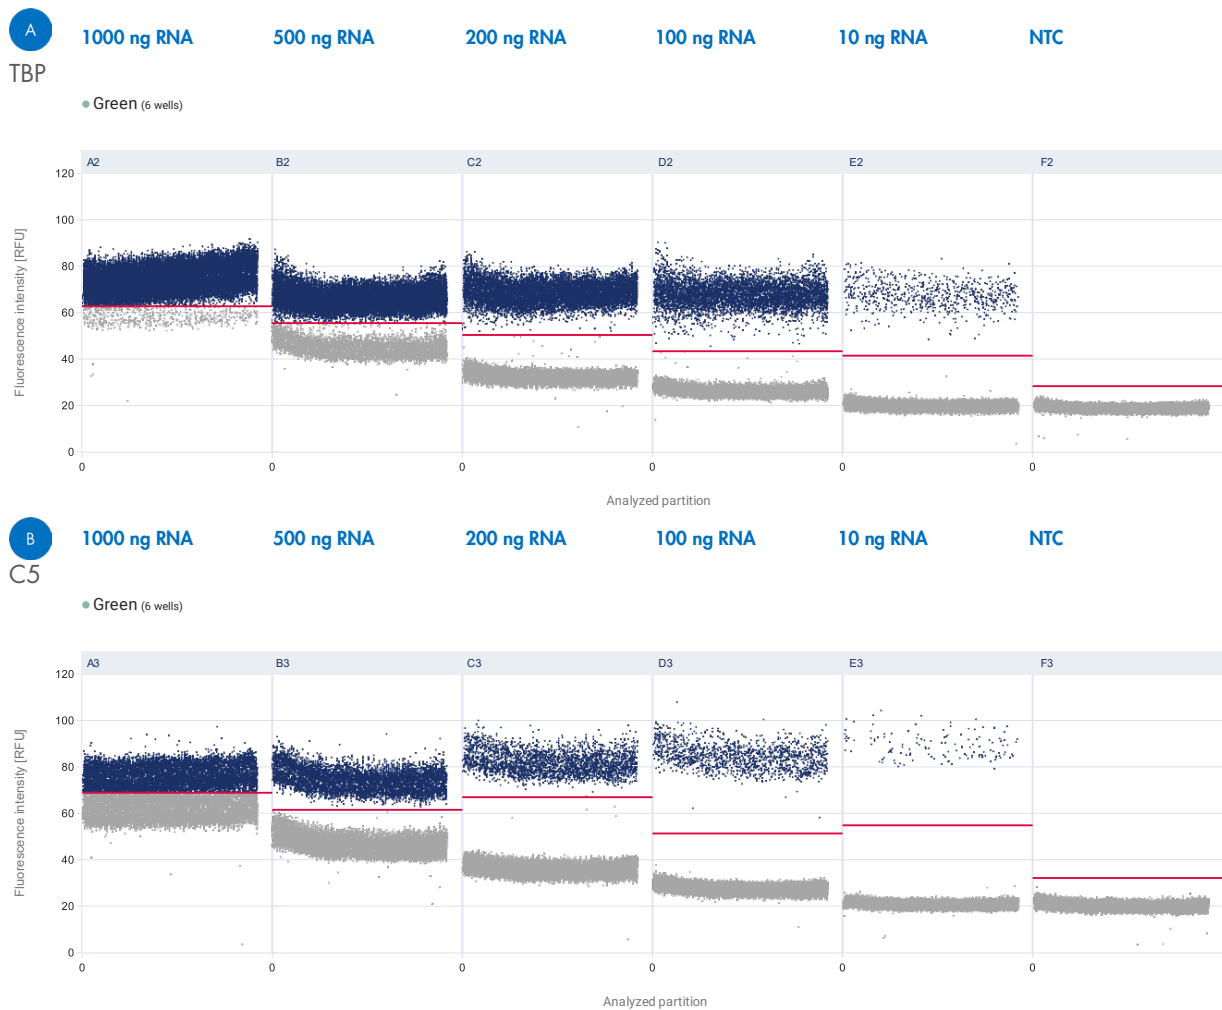 A
1000 ng RNA 500 ng RNA 200 ng RNA 100 ng RNA 10 ng RNA NTC
TBP
Green (6 wells)
A2 B2 C2 D2 E2 F2
120
100
80
60
40
20
0
Fluorescence intensity [RFU]
0 0 0 0 0 0
Analyzed partition
B
1000 ng RNA 500 ng RNA 200 ng RNA 100 ng RNA 10 ng RNA NTC
C5
Green (6 wells)
A3 B3 C3 D3 E3 F3
120
100
80
60
40
20
0
Fluorescence intensity [RFU]
0 0 0 0 0 0
Analyzed partition